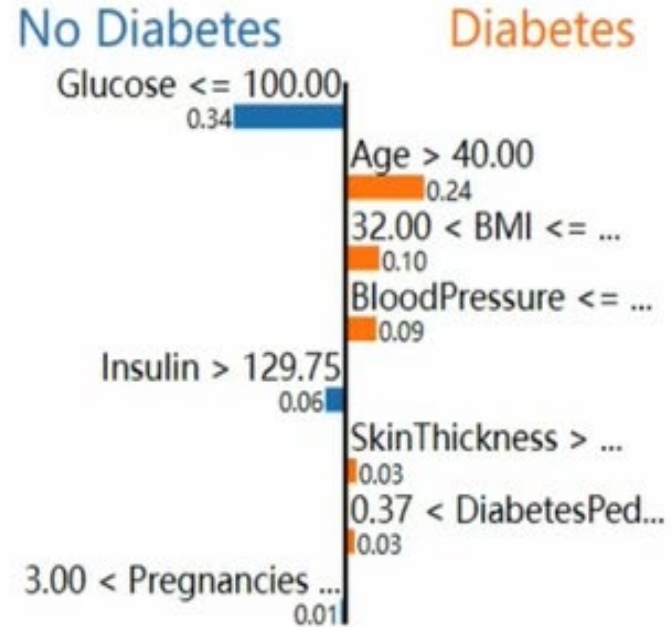 No Diabetes Diabetes
Glucose <= 100.00
0.34
Age > 40.00
0.24
32.00 < BMI <= ...
0.10
BloodPressure <= ...
0.09
Insulin > 129.75
0.06
SkinThickness > ...
0.03
0.37 < DiabetesPed...
0.03
3.00 < Pregnancies ...
0.01